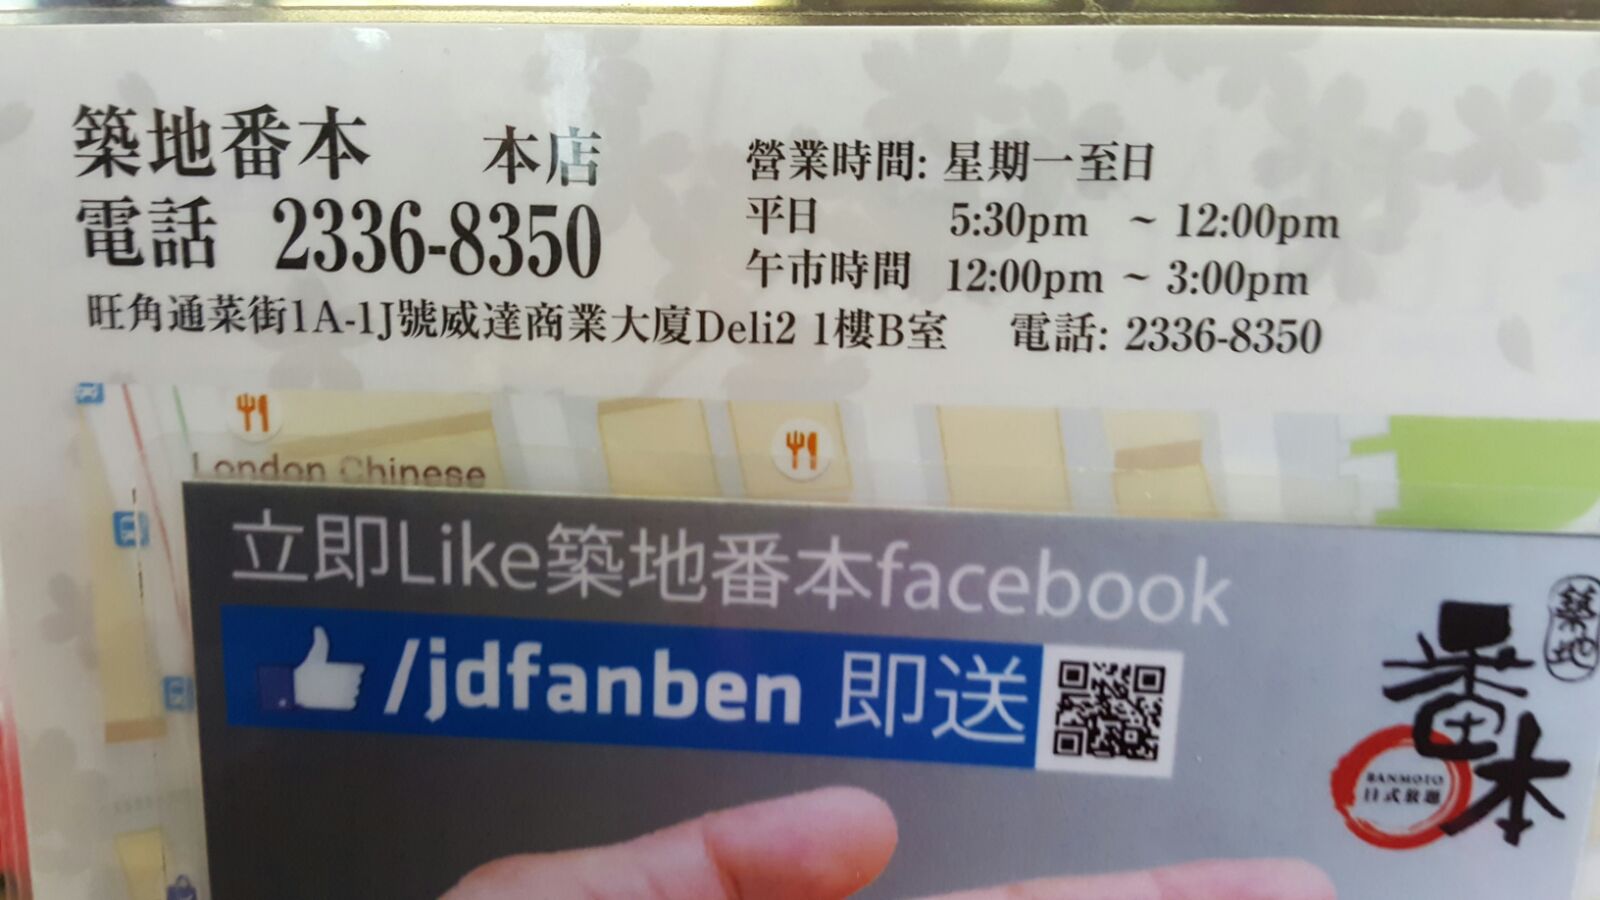 築地番本 本店
電話 2336-8350
旺角通菜街1A-1J號威達商業大廈Deli2 1樓B室 電話: 2336-8350
營業時間: 星期一至日
平日 5:30pm ~ 12:00pm
午市時間 12:00pm ~ 3:00pm
London Chinese
立即Like築地番本facebook
/jdfanben 即送
築地
番本
BANMOTO
日式放題